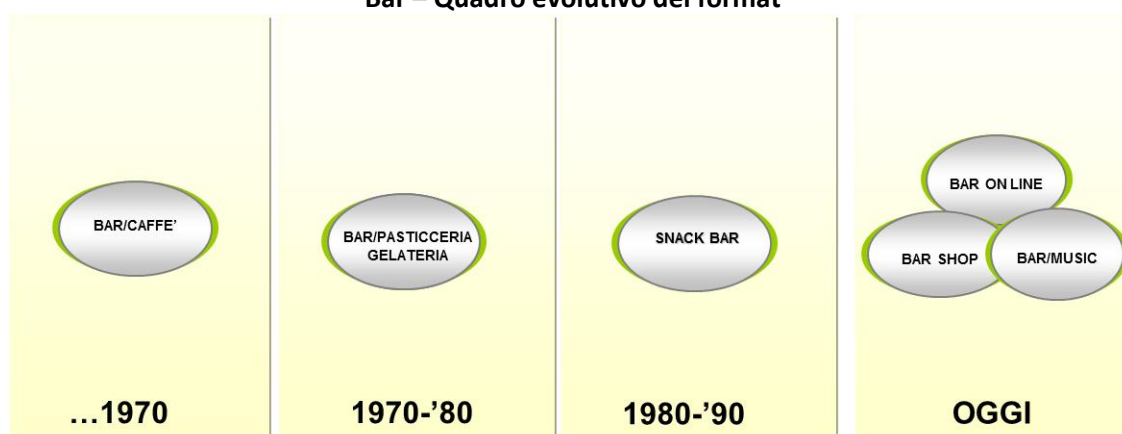 Bar – Quadro evolutivo dei format
BAR/CAFFE'
BAR/PASTICCERIA
GELATERIA
SNACK BAR
BAR ON LINE
BAR SHOP
BAR/MUSIC
...1970
1970-'80
1980-'90
OGGI